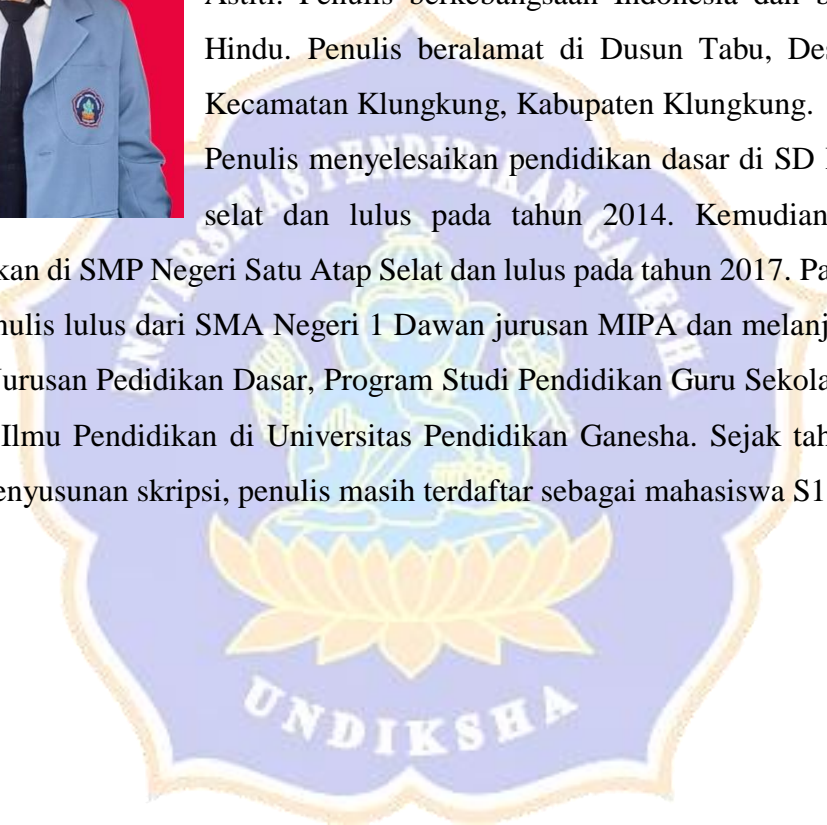 Astiti. Penulis berkebangsaan Indonesia dan
Hindu. Penulis beralamat di Dusun Tabu,
Kecamatan Klungkung, Kabupaten Klungkung.
Penulis menyelesaikan pendidikan dasar di SD
selat dan lulus pada tahun 2014. Kemudian
di SMP Negeri Satu Atap Selat dan lulus pada tahun 2017.
lulus dari SMA Negeri 1 Dawan jurusan MIPA dan
Jurusan Pedidikan Dasar, Program Studi Pendidikan Guru
Ilmu Pendidikan di Universitas Pendidikan Ganesha. Sejak
skripsi, penulis masih terdaftar sebagai mahasiswa S1
UNIVERSITAS PENDIDIKAN GANESHA
UNDIKSHA